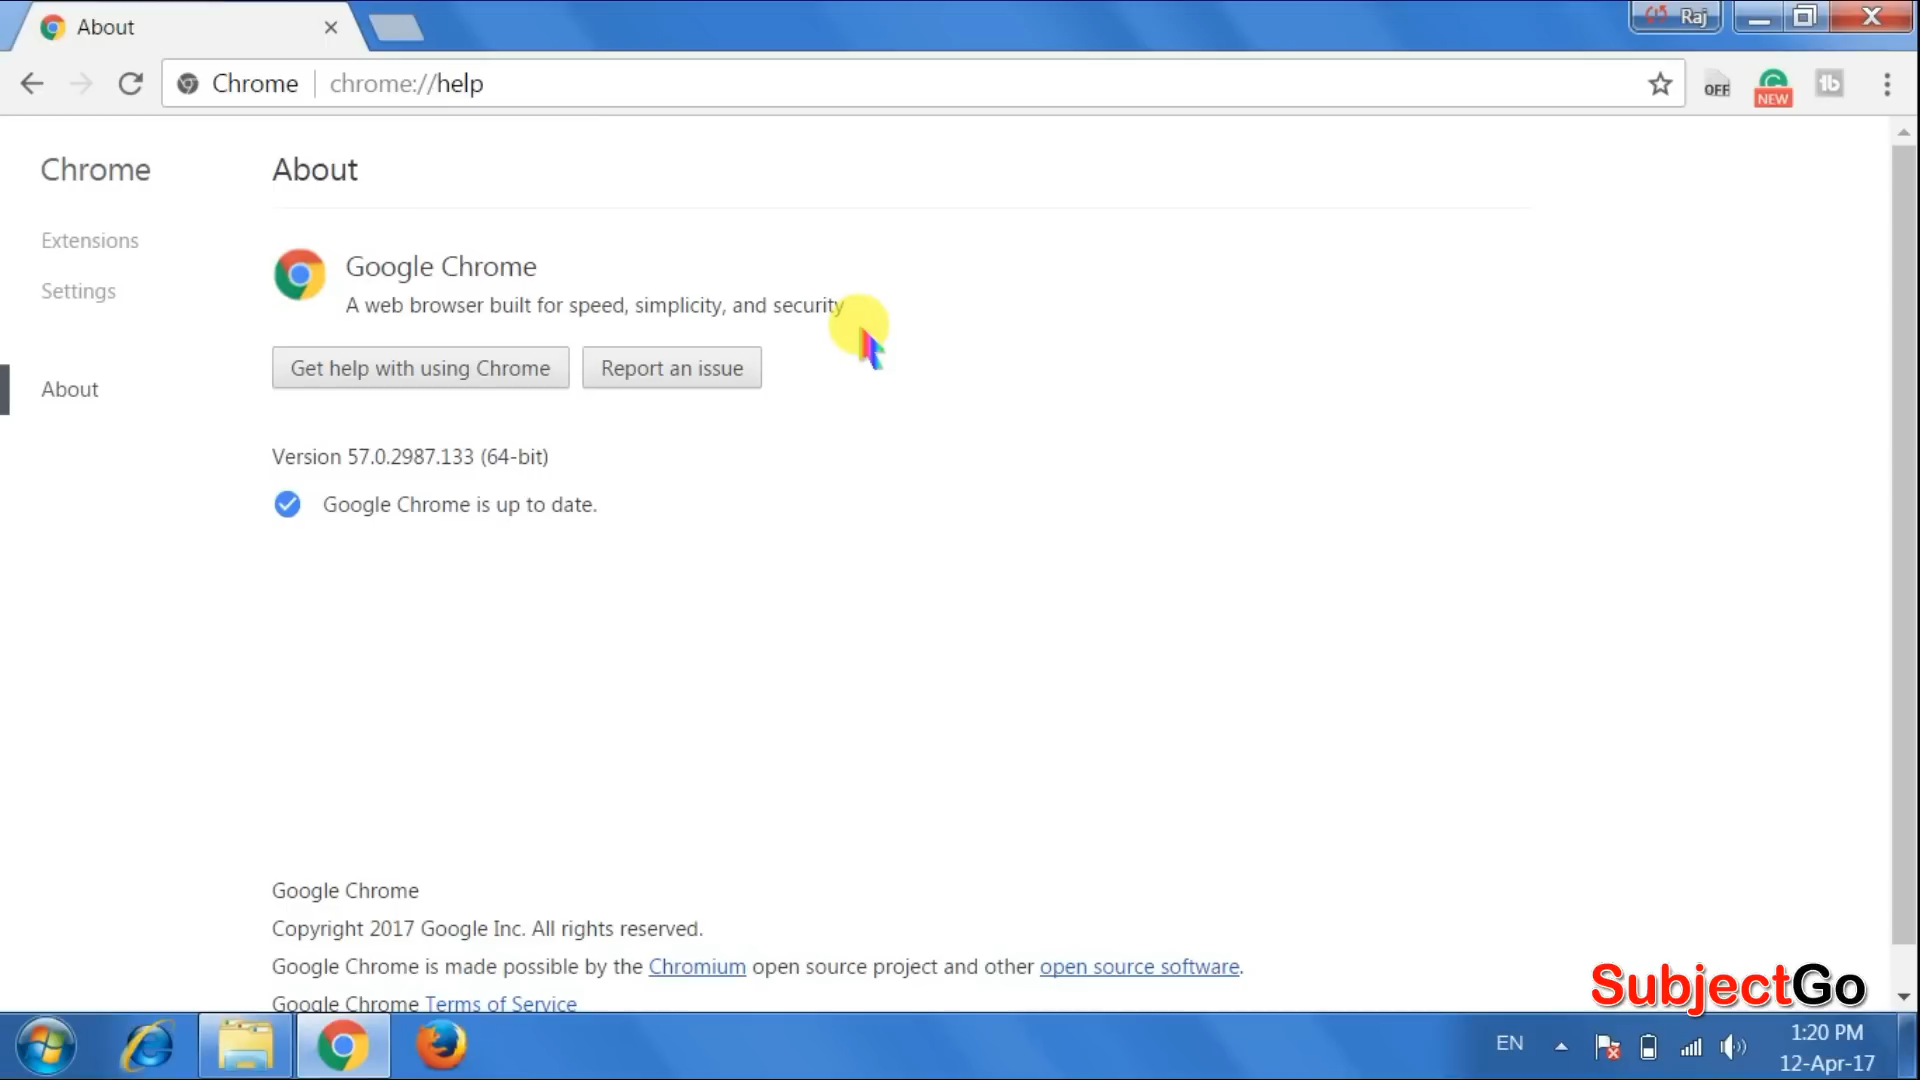 About
Raj
Chrome chrome://help
OFF
NEW
Chrome
About
Extensions
Settings
About
Google Chrome
A web browser built for speed, simplicity, and security
Get help with using Chrome
Report an issue
Version 57.0.2987.133 (64-bit)
Google Chrome is up to date.
Google Chrome
Copyright 2017 Google Inc. All rights reserved.
Google Chrome is made possible by the Chromium open source project and other open source software.
Google Chrome Terms of Service
SubjectGo
EN
1:20 PM
12-Apr-17